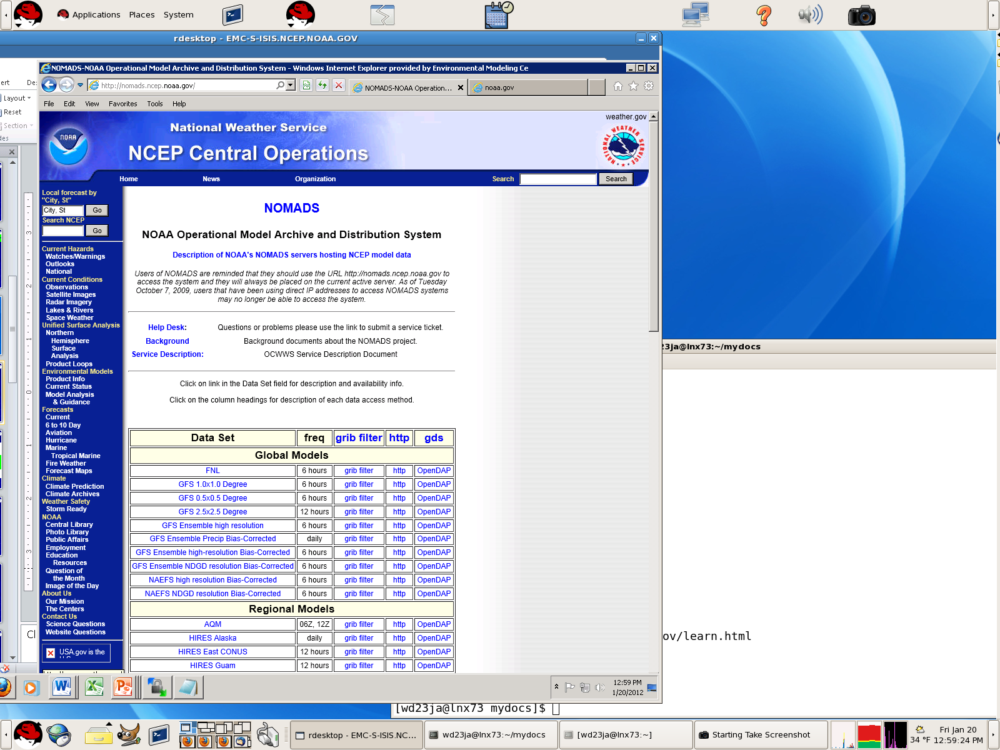 Applications Places System
rdesktop - EMC-S-ISIS.NCEP.NOAA.GOV
NOMADS-NOAA Operational Model Archive and Distribution System - Windows Internet Explorer provided by Environmental Modeling Ce
http://nomads.ncep.noaa.gov/
NOMADS-NOAA Operation...
noaa.gov
File Edit View Favorites Tools Help
ert De
Layout
Reset
Section
des
weather.gov
NOAA
National Weather Service
NCEP Central Operations
NATIONAL WEATHER SERVICE
Home News Organization Search Search
Local forecast by
"City, St"
City, St Go
Search NCEP
Go
Current Hazards
Watches/Warnings
Outlooks
National
Current Conditions
Observations
Satellite Images
Radar Imagery
Lakes & Rivers
Space Weather
Unified Surface Analysis
Northern
Hemisphere
Surface
Analysis
Product Loops
Environmental Models
Product Info
Current Status
Model Analysis
& Guidance
Forecasts
Current
6 to 10 Day
Aviation
Hurricane
Marine
Tropical Marine
Fire Weather
Forecast Maps
Climate
Climate Prediction
Climate Archives
Weather Safety
Storm Ready
NOAA
Central Library
Photo Library
Public Affairs
Employment
Education
Resources
Question of
the Month
Image of the Day
About Us
Our Mission
The Centers
Contact Us
Science Questions
Website Questions
USA.gov is the
NOMADS
NOAA Operational Model Archive and Distribution System
Description of NOAA's NOMADS servers hosting NCEP model data
Users of NOMADS are reminded that they should use the URL http://nomads.ncep.noaa.gov to
access the system and they will always be placed on the current active server. As of Tuesday
October 7, 2009, users that have been using direct IP addresses to access NOMADS systems
may no longer be able to access the system.
Help Desk: Questions or problems please use the link to submit a service ticket.
Background Background documents about the NOMADS project.
Service Description: OCWWS Service Description Document
Click on link in the Data Set field for description and availability info.
Click on the column headings for description of each data access method.
Data Set freq grib filter http gds
Global Models
FNL 6 hours grib filter http OpenDAP
GFS 1.0x1.0 Degree 6 hours grib filter http OpenDAP
GFS 0.5x0.5 Degree 6 hours grib filter http OpenDAP
GFS 2.5x2.5 Degree 12 hours grib filter http OpenDAP
GFS Ensemble high resolution 6 hours grib filter http OpenDAP
GFS Ensemble Precip Bias-Corrected daily grib filter http OpenDAP
GFS Ensemble high-resolution Bias-Corrected 6 hours grib filter http OpenDAP
GFS Ensemble NDGD resolution Bias-Corrected 6 hours grib filter http OpenDAP
NAEFS high resolution Bias-Corrected 6 hours grib filter http OpenDAP
NAEFS NDGD resolution Bias-Corrected 6 hours grib filter http OpenDAP
Regional Models
AQM 06Z, 12Z grib filter http OpenDAP
HIRES Alaska daily grib filter http OpenDAP
HIRES East CONUS 12 hours grib filter http OpenDAP
HIRES Guam 12 hours grib filter http OpenDAP
Cl
23ja@lnx73:~/mydocs
ov/learn.html
12:59 PM
1/20/2012
[wd23ja@lnx73 mydocs]$
rdesktop - EMC-S-ISIS.NC...
wd23ja@lnx73:~/mydocs
[wd23ja@lnx73:~]
Starting Take Screenshot
34 °F
Fri Jan 20
12:59:24 PM